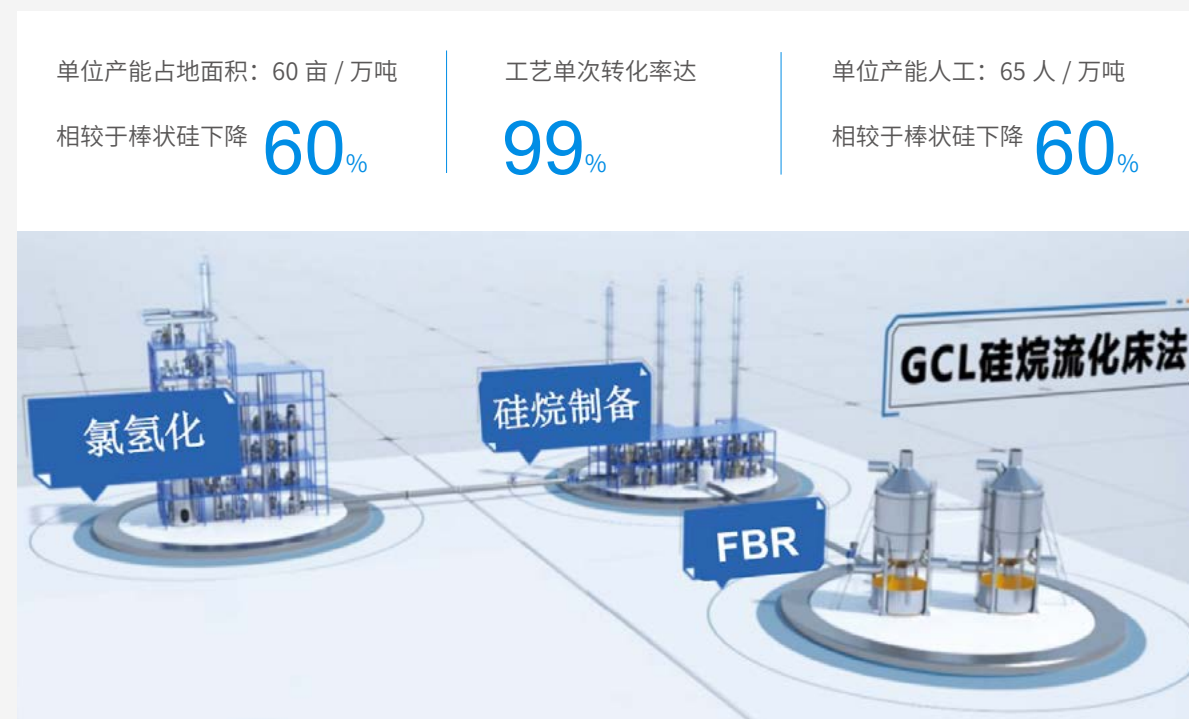 单位产能占地面积：60 亩 / 万吨
相较于棒状硅下降 60%
工艺单次转化率达
99%
单位产能人工：65 人 / 万吨
相较于棒状硅下降 60%
GCL硅烷流化床法
氯氢化
硅烷制备
FBR